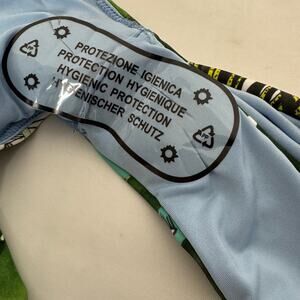 PROTEZIONE IGIENICA
PROTECTION HYGIENIQUE
HYGIENIC PROTECTION
HYGIENISCHER SCHUTZ